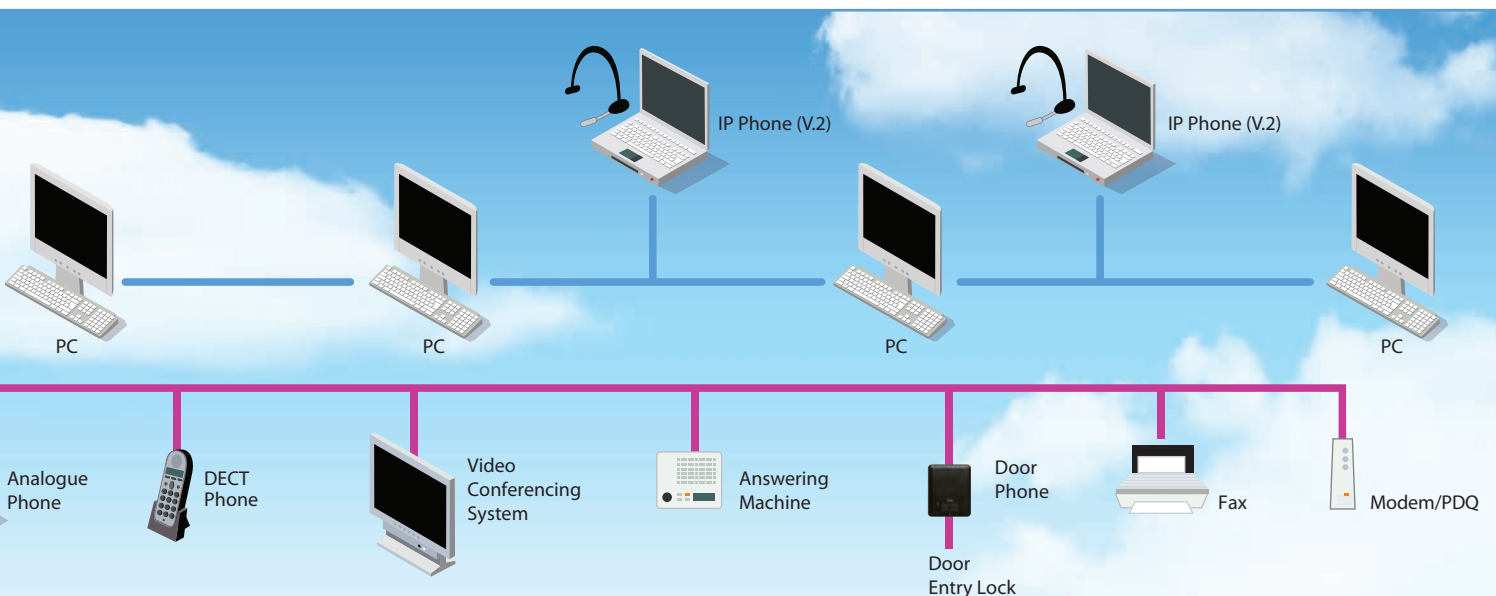 IP Phone (V.2)
IP Phone (V.2)
PC
PC
PC
PC
Analogue
Phone
DECT
Phone
Video
Conferencing
System
Answering
Machine
Door
Phone
Fax
Modem/PDQ
Door
Entry Lock